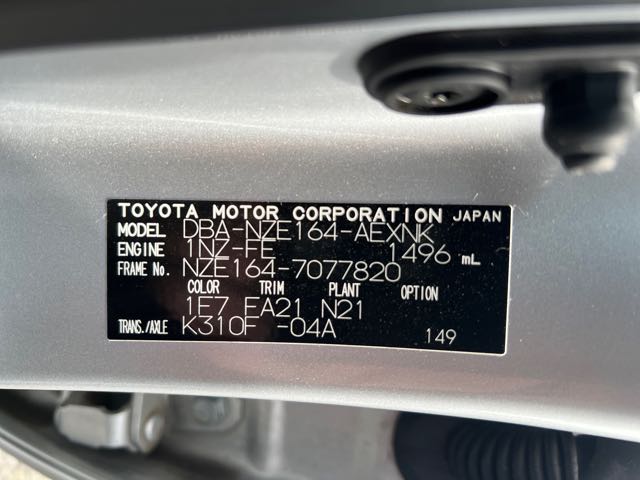 TOYOTA MOTOR CORPORATION JAPAN
MODEL DBA-NZE164-AEXNK
ENGINE 1NZ-FE 1496 mL
FRAME No. NZE164-7077820
COLOR TRIM PLANT OPTION
1F7 FA21 N21
TRANS./AXLE K310F -04A
149